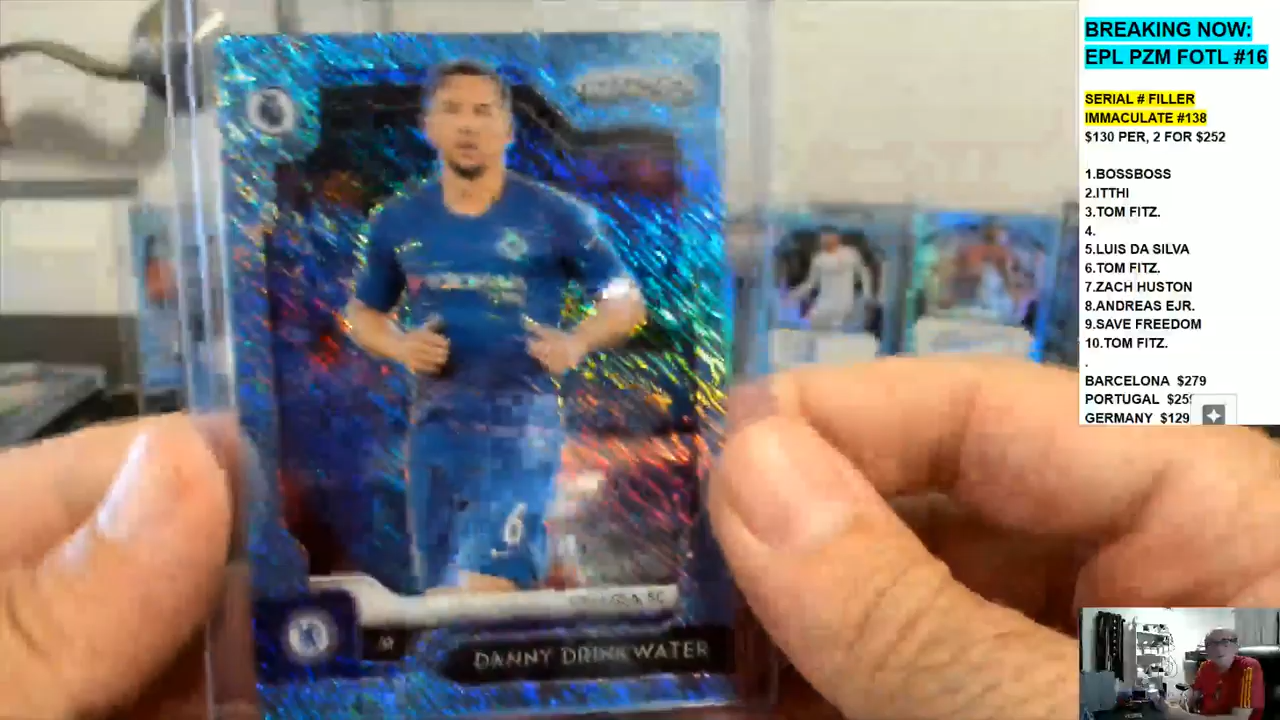 BREAKING NOW:
EPL PZM FOTL #16
SERIAL # FILLER
IMMACULATE #138
$130 PER, 2 FOR $252
1.BOSSBOSS
2.ITTHI
3.TOM FITZ.
4.
5.LUIS DA SILVA
6.TOM FITZ.
7.ZACH HUSTON
8.ANDREAS EJR.
9.SAVE FREEDOM
10.TOM FITZ.
.
BARCELONA $279
PORTUGAL
GERMANY $129
6
DANNY DRINKWATER